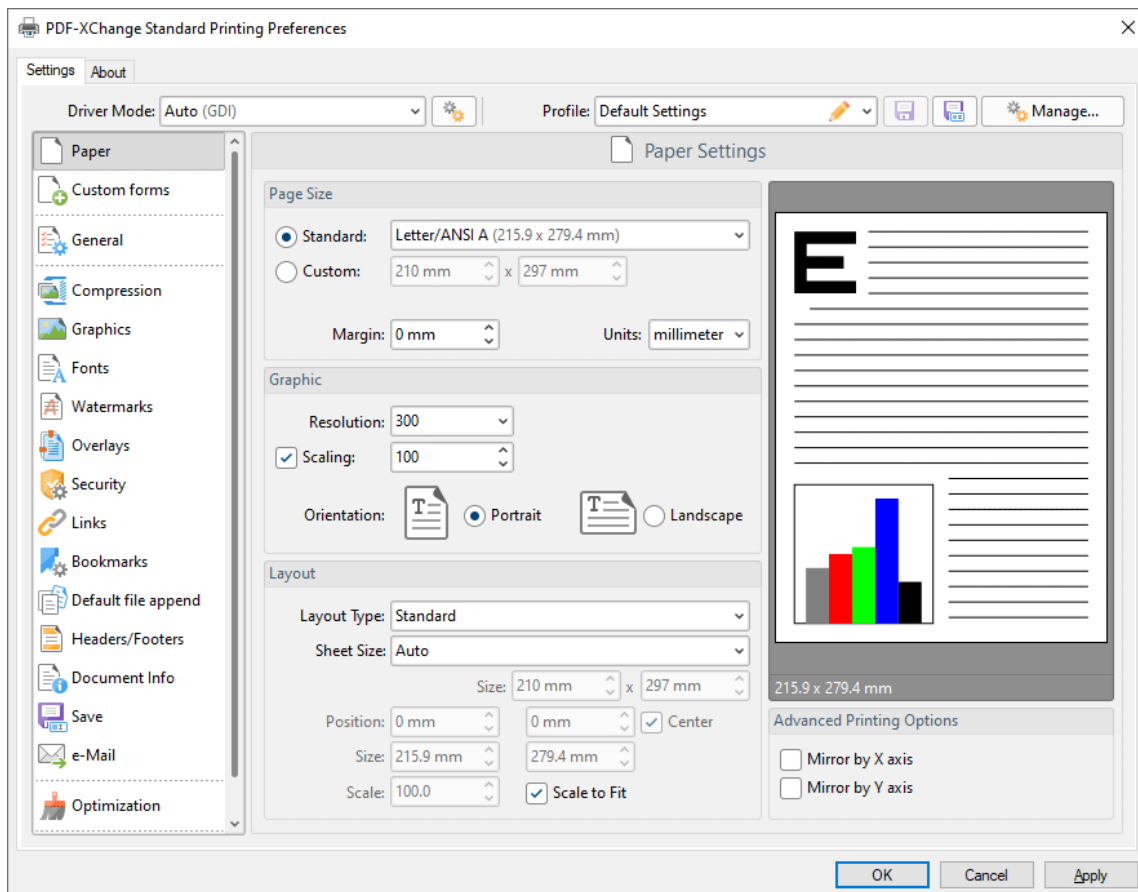 PDF-XChange Standard Printing Preferences
Settings About
Driver Mode: Auto (GDI) Profile: Default Settings Manage...
Paper
Custom forms
General
Compression
Graphics
Fonts
Watermarks
Overlays
Security
Links
Bookmarks
Default file append
Headers/Footers
Document Info
Save
e-Mail
Optimization
Paper Settings
Page Size
Standard: Letter/ANSI A (215.9 x 279.4 mm)
Custom: 210 mm x 297 mm
Margin: 0 mm Units: millimeter
Graphic
Resolution: 300
Scaling: 100
Orientation: T Portrait T Landscape
Layout
Layout Type: Standard
Sheet Size: Auto
Size: 210 mm x 297 mm
Position: 0 mm 0 mm Center
Size: 215.9 mm 279.4 mm
Scale: 100.0 Scale to Fit
E
215.9 x 279.4 mm
Advanced Printing Options
Mirror by X axis
Mirror by Y axis
OK Cancel Apply